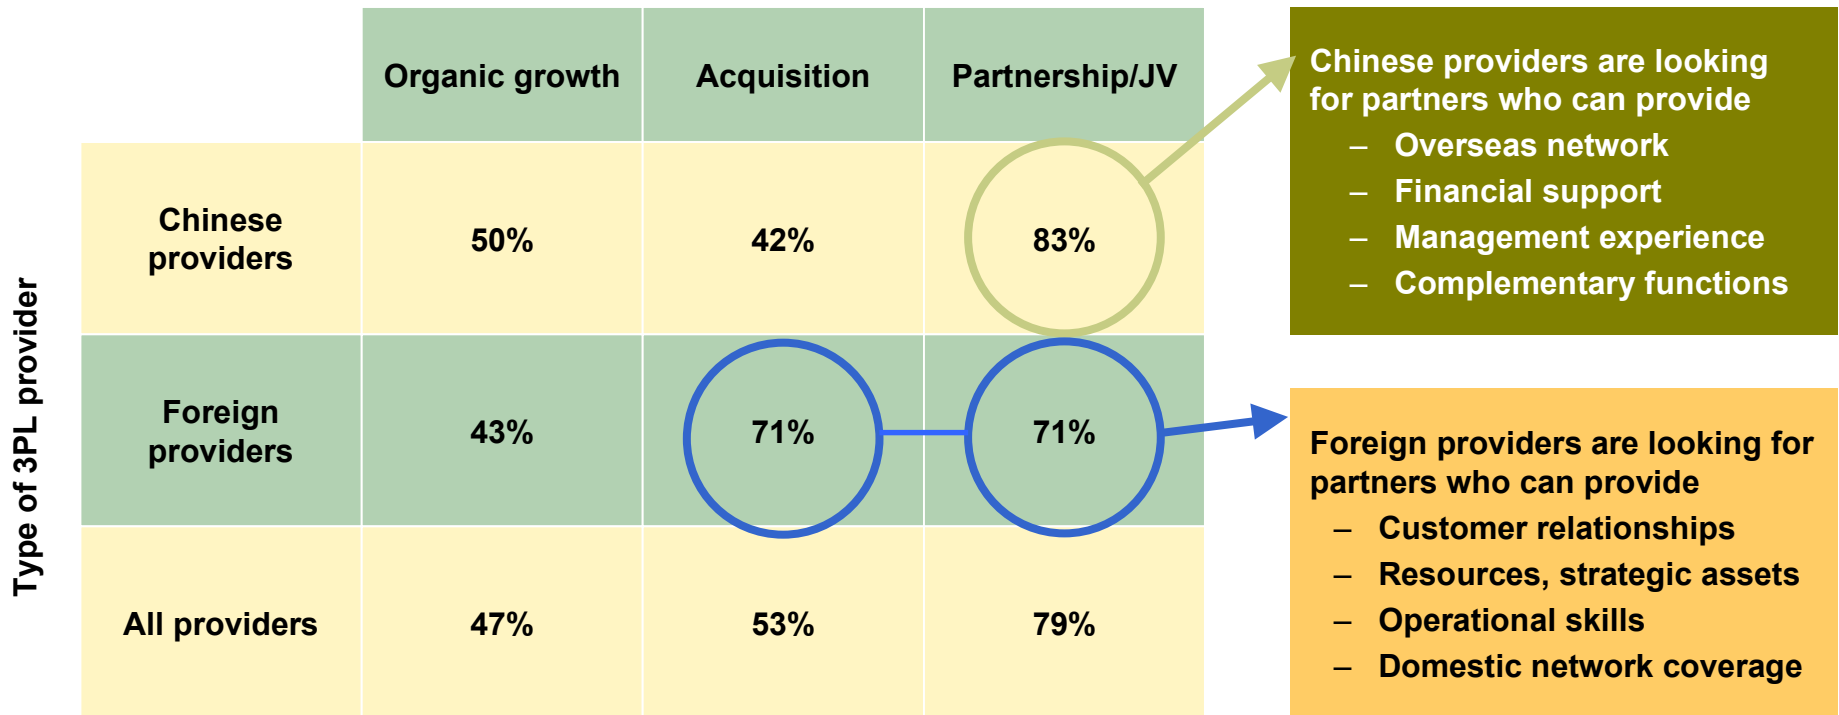 Organic growth
Acquisition
Partnership/JV
Type of 3PL provider
Chinese
providers
50%
42%
83%
Foreign
providers
43%
71%
71%
All providers
47%
53%
79%
Chinese providers are looking
for partners who can provide
– Overseas network
– Financial support
– Management experience
– Complementary functions
Foreign providers are looking for
partners who can provide
– Customer relationships
– Resources, strategic assets
– Operational skills
– Domestic network coverage